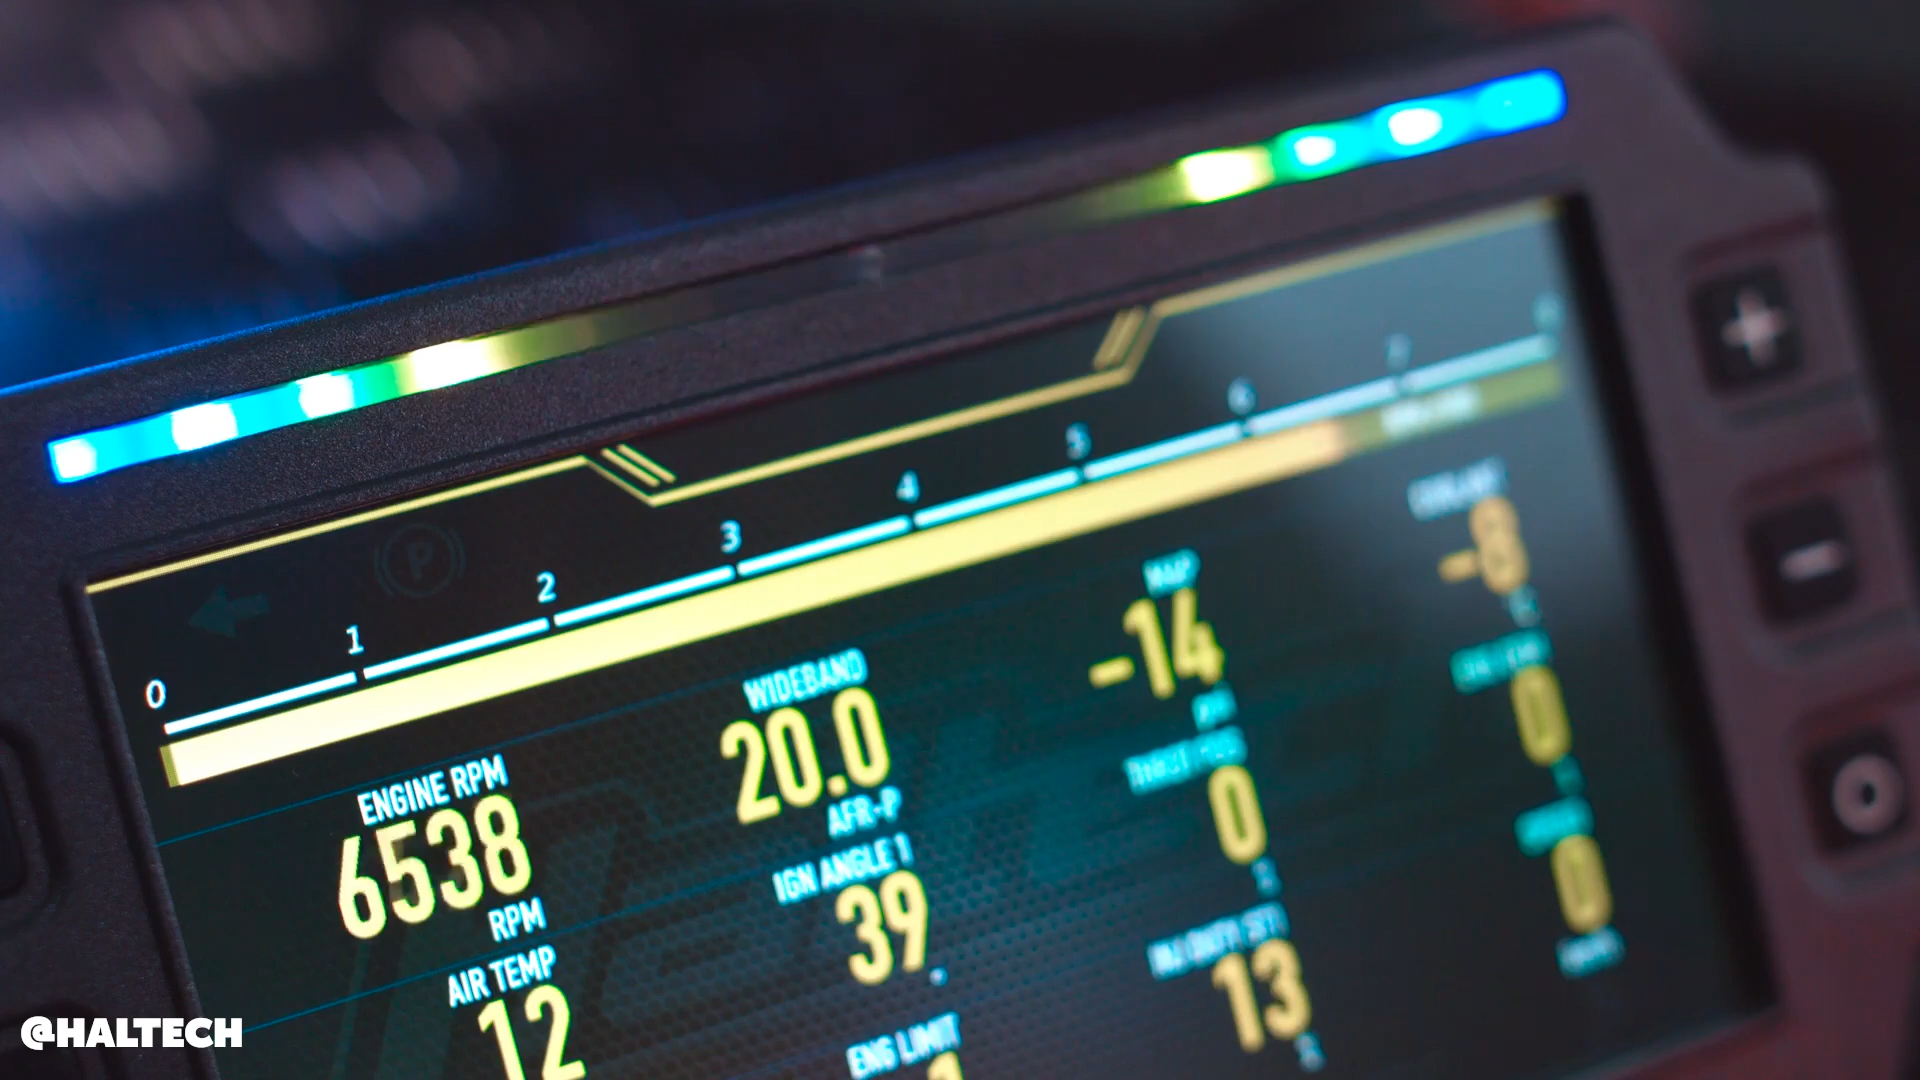 0 1 2 3 4 5 6 7
ENGINE RPM
6538
RPM
AIR TEMP
12
WIDEBAND
20.0
AFR-P
IGN ANGLE 1
39
ENG LIMIT
MAP
-14
0
13
-8
0
0
P
@HALTECH